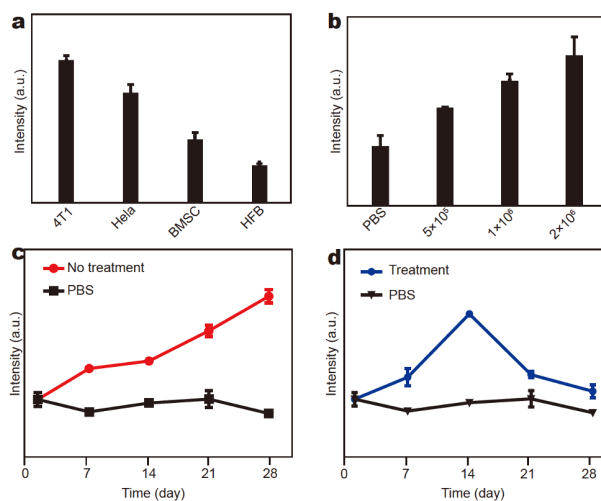 a
Intensity (a.u.)
4T1
Hela
BMSC
HFB
b
Intensity (a.u.)
PBS
5×10⁵
1×10⁶
2×10⁶
c
No treatment
PBS
Intensity (a.u.)
0
7
14
21
28
Time (day)
d
Treatment
PBS
Intensity (a.u.)
0
7
14
21
28
Time (day)